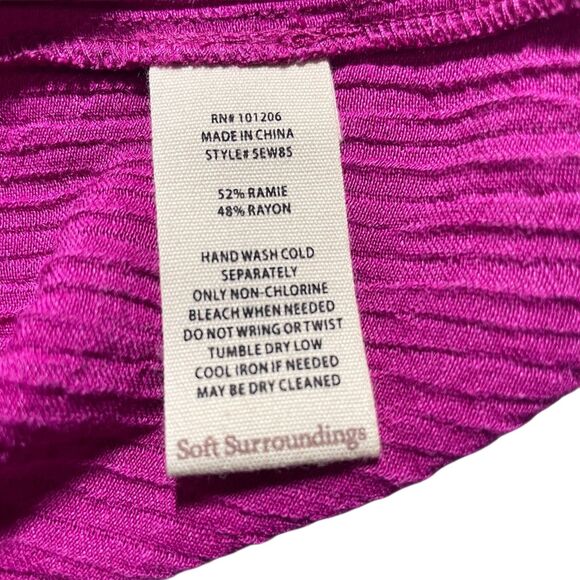 RN# 101206
MADE IN CHINA
STYLE# 5EW85
52% RAMIE
48% RAYON
HAND WASH COLD
SEPARATELY
ONLY NON-CHLORINE
BLEACH WHEN NEEDED
DO NOT WRING OR TWIST
TUMBLE DRY LOW
COOL IRON IF NEEDED
MAY BE DRY CLEANED
Soft Surroundings